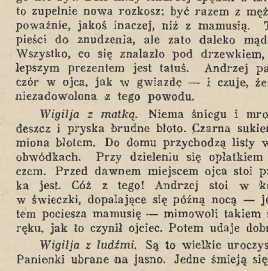 to zupełnie nowa rozkosz: być razem z męż
poważnie, jakoś inaczej, niż z mamusią. T
pieści do znudzenia, ale zato daleko mąd
Wszystko, co się znalazło pod drzewkiem,
lepszym prezentem jest tatuś. Andrzej pa
czór w ojca, jak w gwiazdę — i czuje, że
niezadowolona z tego powodu.
Wigilja z matką. Niema śniegu i mro
deszcz i pryska brudne błoto. Czarna sukien
miona błotem. Do domu przychodzą listy w
obwódkach. Przy dzieleniu się opłatkiem
czem. Przed dawnem miejscem ojca stoi p
ka jest. Cóż z tego! Andrzej stoi w k
w świeczki, dopalające się późną nocą — je
tem pociesza mamusię — mimowoli takiem s
ręku, jak to czynił ojciec. Potem udaje dobr
Wigilja z ludźmi. Są to wielkie uroczys
Panienki ubrane na jasno. Jedne śmieją się